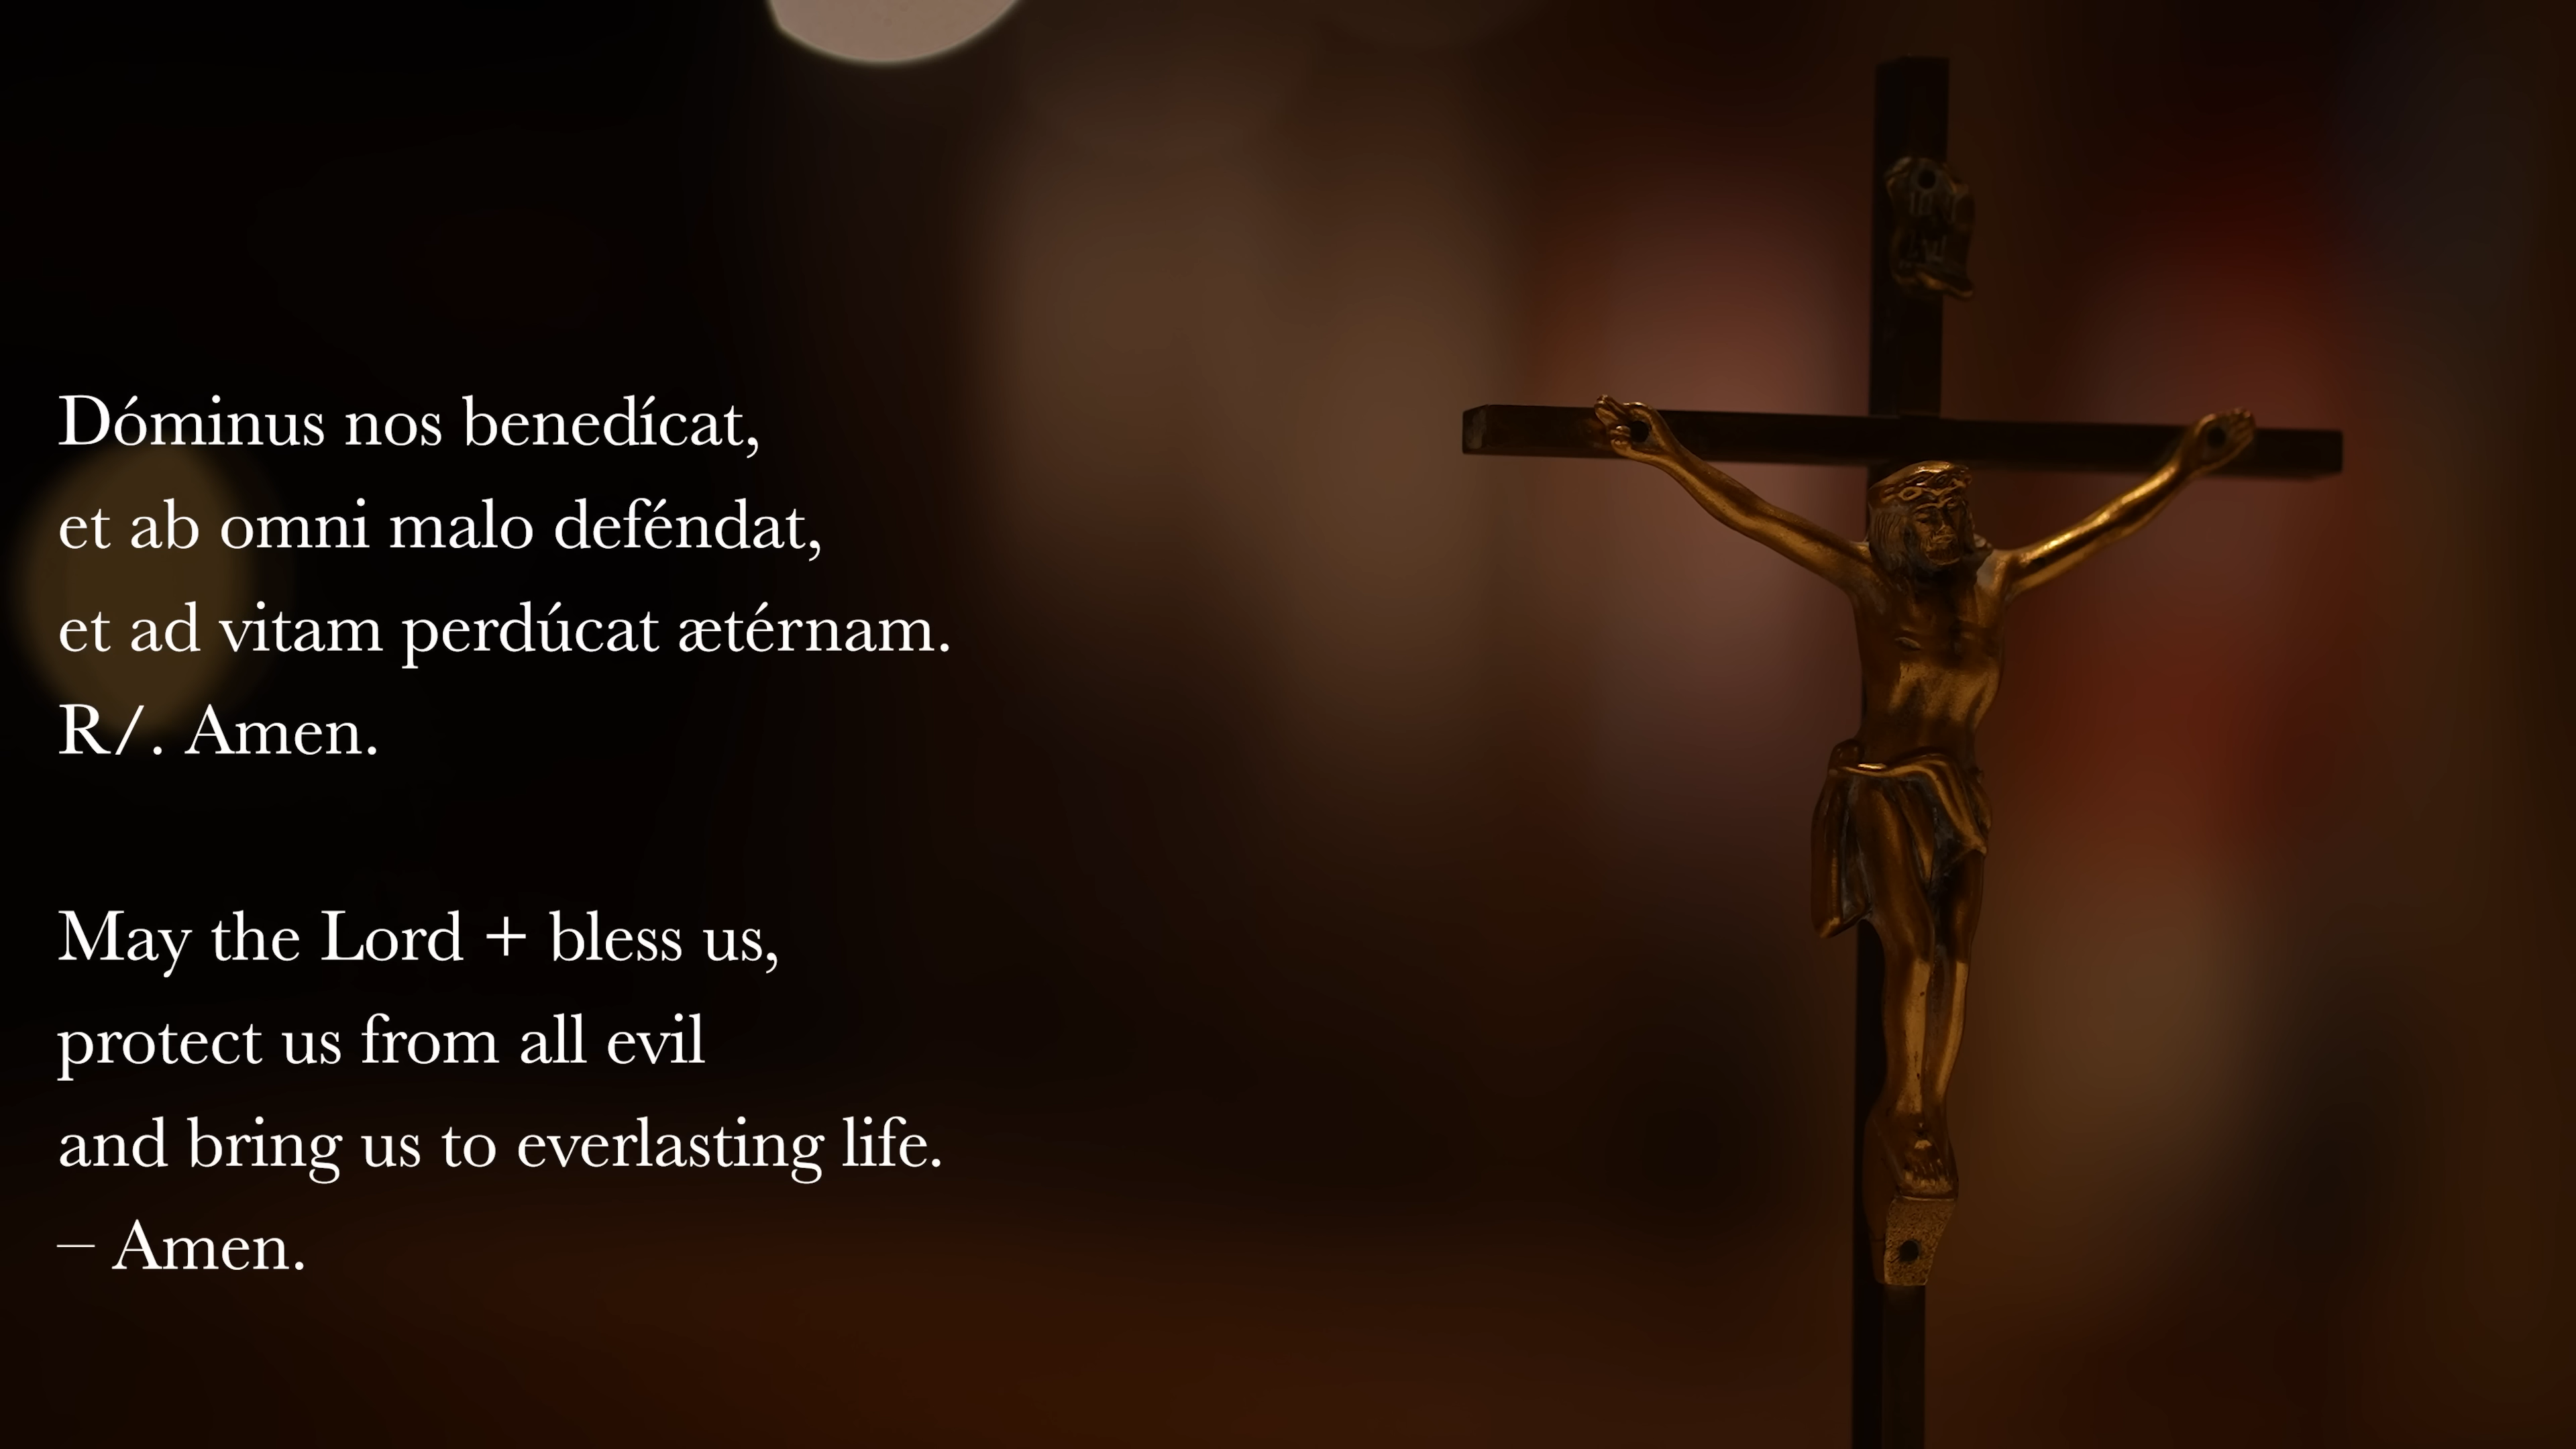 Dóminus nos benedícat,
et ab omni malo deféndat,
et ad vitam perdúcat ætérnam.
R/. Amen.
May the Lord + bless us,
protect us from all evil
and bring us to everlasting life.
– Amen.